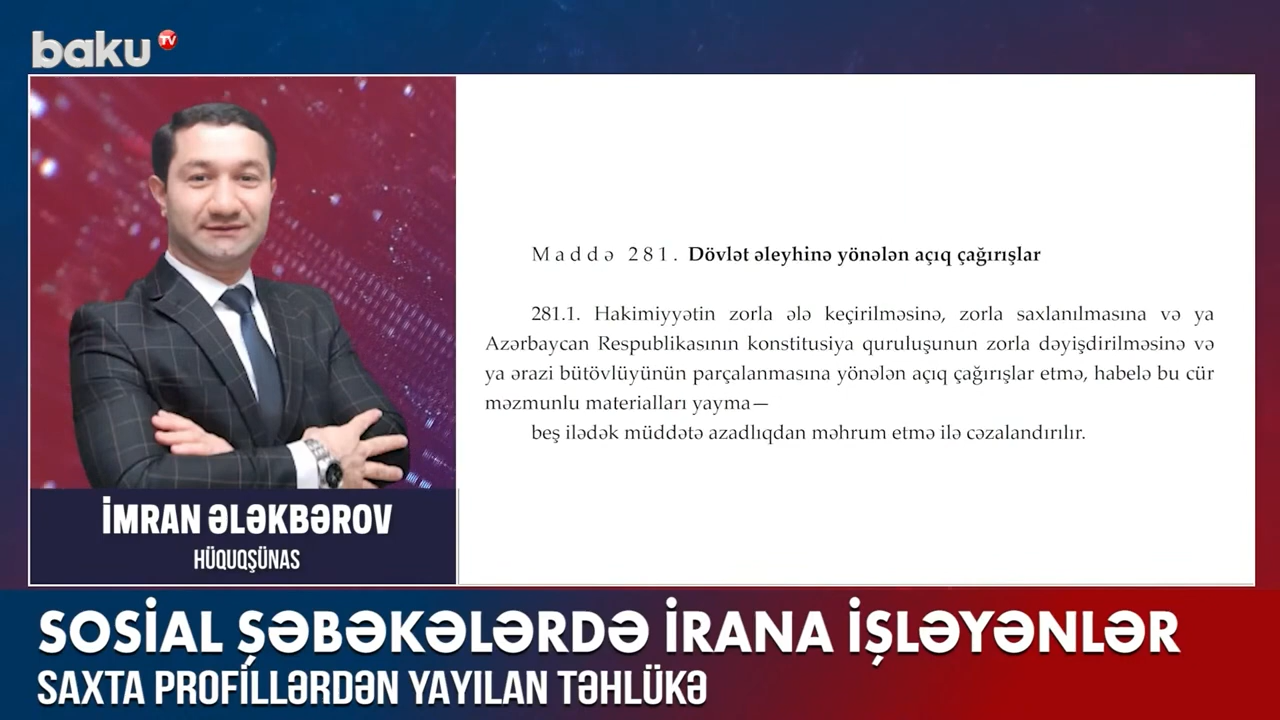 baku TV
Maddə 281. Dövlət əleyhinə yönələn açıq çağırışlar
281.1. Hakimiyyətin zorla ələ keçirilməsinə, zorla saxlanılmasına və ya
Azərbaycan Respublikasının konstitusiya quruluşunun zorla dəyişdirilməsinə və
ya ərazi bütövlüyünün parçalanmasına yönələn açıq çağırışlar etmə, habelə bu cür
məzmunlu materialları yayma—
beş ilədək müddətə azadlıqdan məhrum etmə ilə cəzalandırılır.
İMRAN ƏLƏKBƏROV
HÜQUQŞÜNAS
SOSİAL ŞƏBƏKƏLƏRDƏ İRANA İŞLƏYƏNLƏR
SAXTA PROFİLLƏRDƏN YAYILAN TƏHLÜKƏ